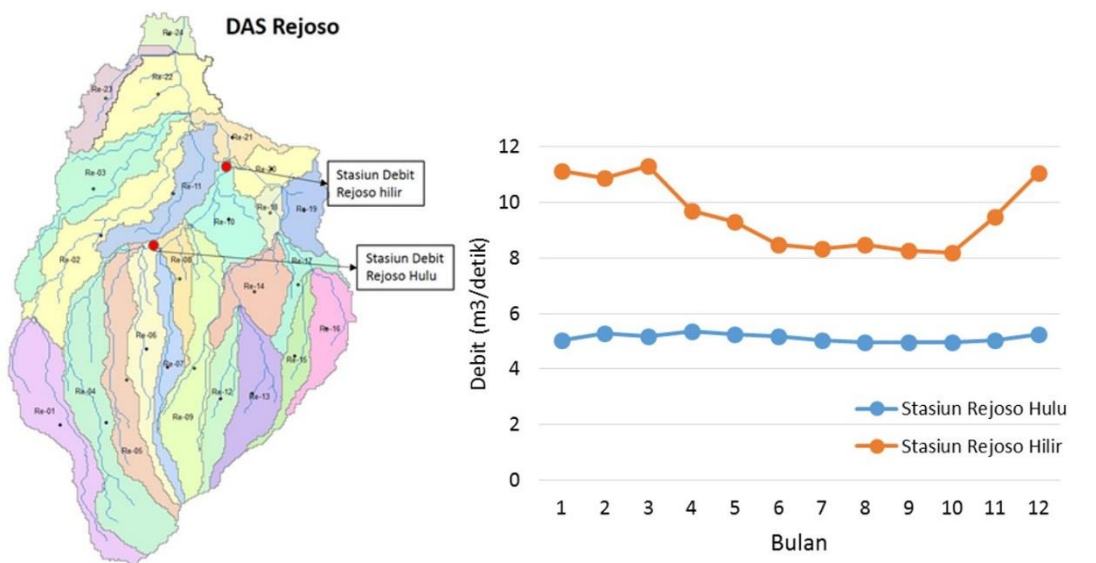 DAS Rejoso
Re-24
Re-22
Re-23
Re-21
Re-03
Re-11
Re-18
Re-19
Re-10
Re-02
Re-08
Re-17
Re-14
Re-16
Re-06
Re-07
Re-15
Re-04
Re-12
Re-13
Re-01
Re-09
Re-05
Stasiun Debit
Rejoso hilir
Stasiun Debit
Rejoso Hulu
Debit (m3/detik)
12
10
8
6
4
2
0
Stasiun Rejoso Hulu
Stasiun Rejoso Hilir
1 2 3 4 5 6 7 8 9 10 11 12
Bulan